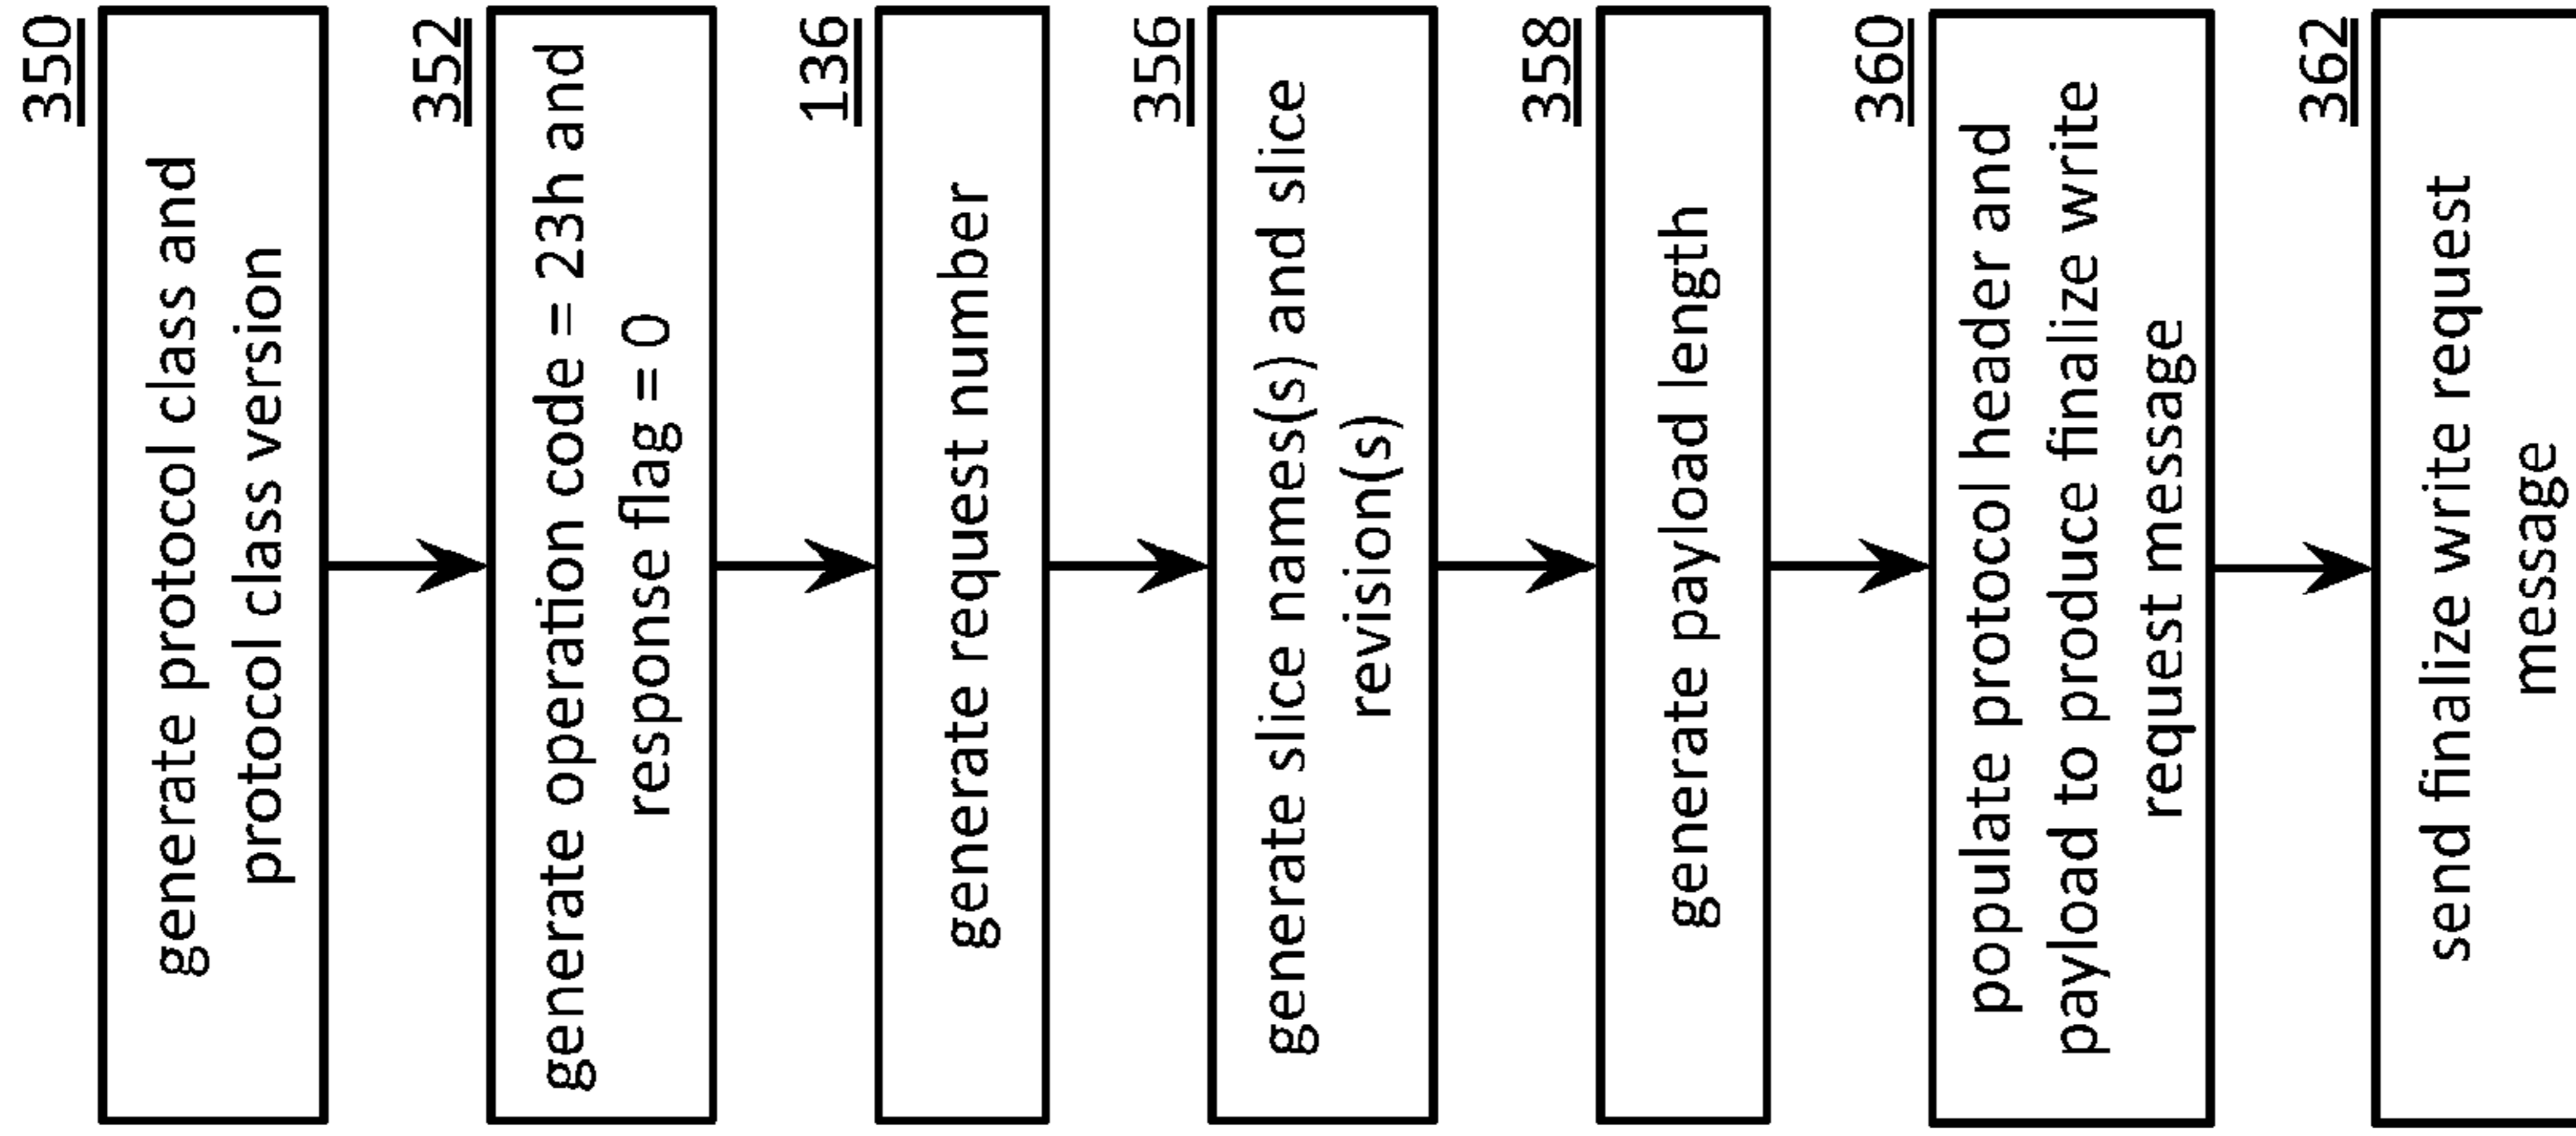 350
generate protocol class and
protocol class version
352
generate operation code = 23h and
response flag = 0
136
generate request number
356
generate slice names(s) and slice
revision(s)
358
generate payload length
360
populate protocol header and
payload to produce finalize write
request message
362
send finalize write request
message